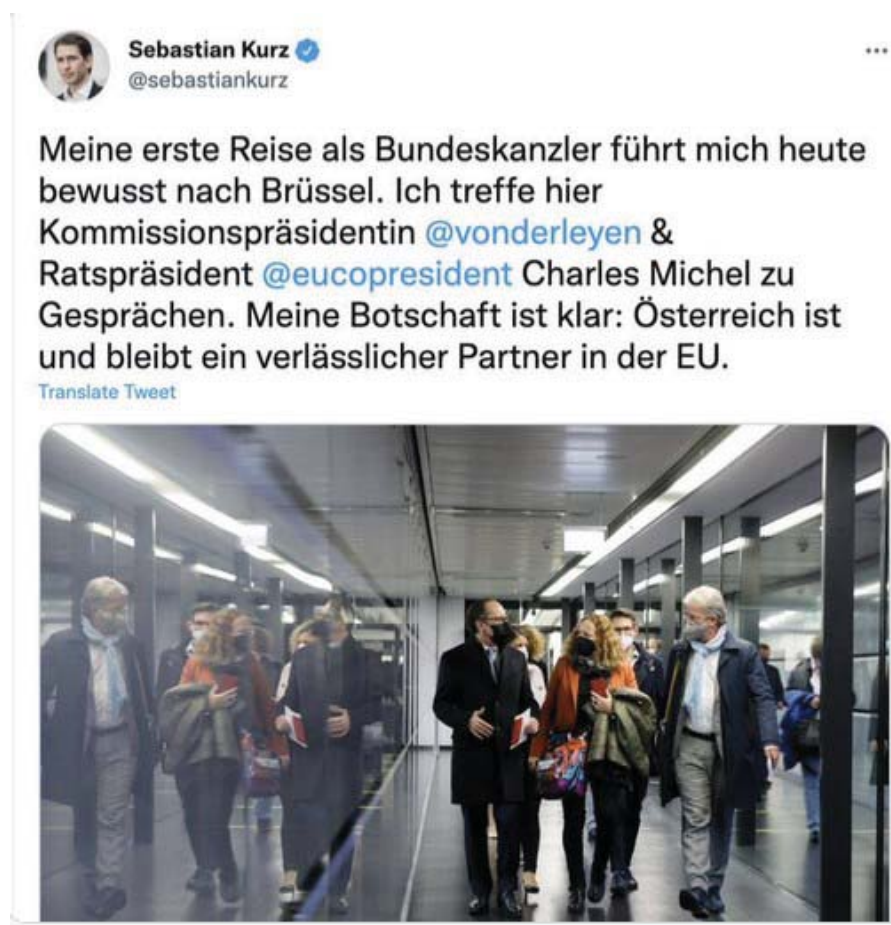 Sebastian Kurz
@sebastiankurz
Meine erste Reise als Bundeskanzler führt mich heute
bewusst nach Brüssel. Ich treffe hier
Kommissionspräsidentin @vonderleyen &
Ratspräsident @eucopresident Charles Michel zu
Gesprächen. Meine Botschaft ist klar: Österreich ist
und bleibt ein verlässlicher Partner in der EU.
Translate Tweet